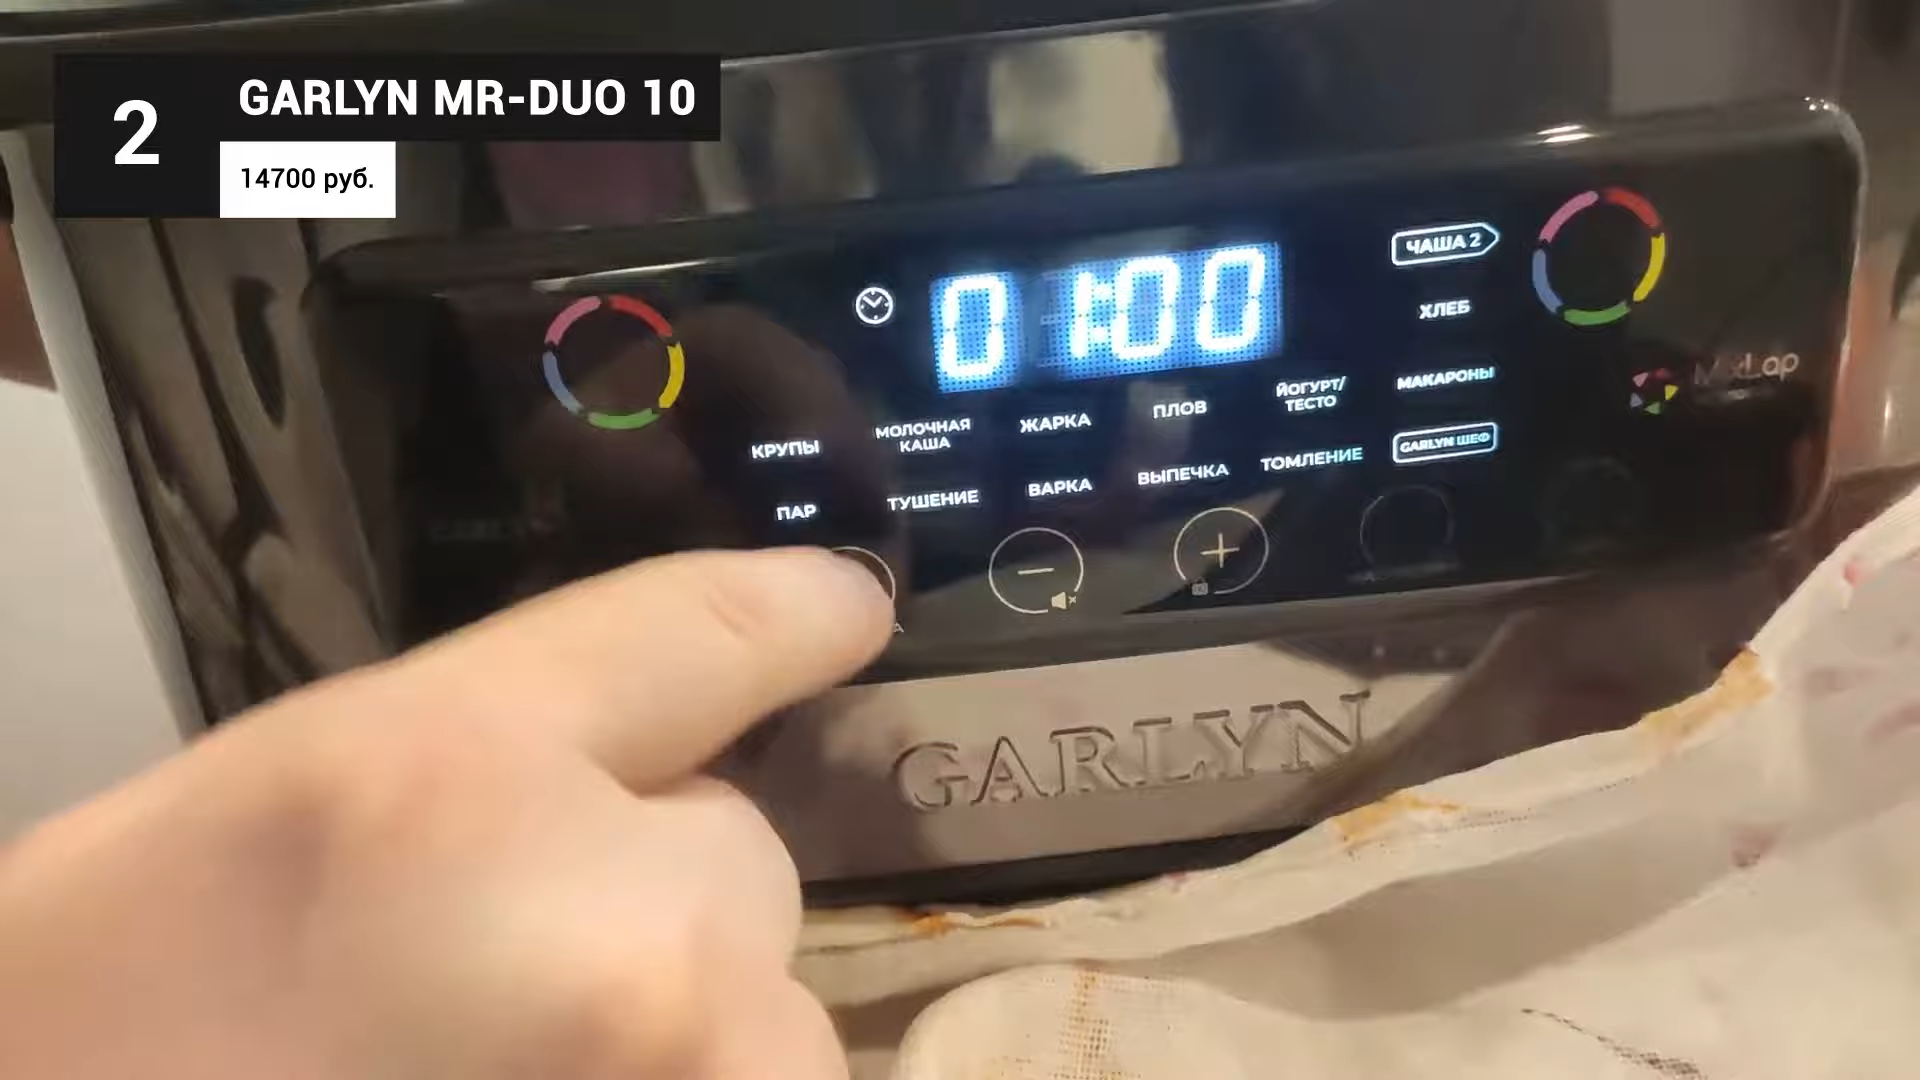 2
GARLYN MR-DUO 10
14700 руб.
01:00
ЧАША 2
ХЛЕБ
МАКАРОНЫ
GARLYN ШЕФ
КРУПЫ
МОЛОЧНАЯ
КАША
ЖАРКА
ПЛОВ
ЙОГУРТ/
ТЕСТО
ПАР
ТУШЕНИЕ
ВАРКА
ВЫПЕЧКА
ТОМЛЕНИЕ
GARLYN